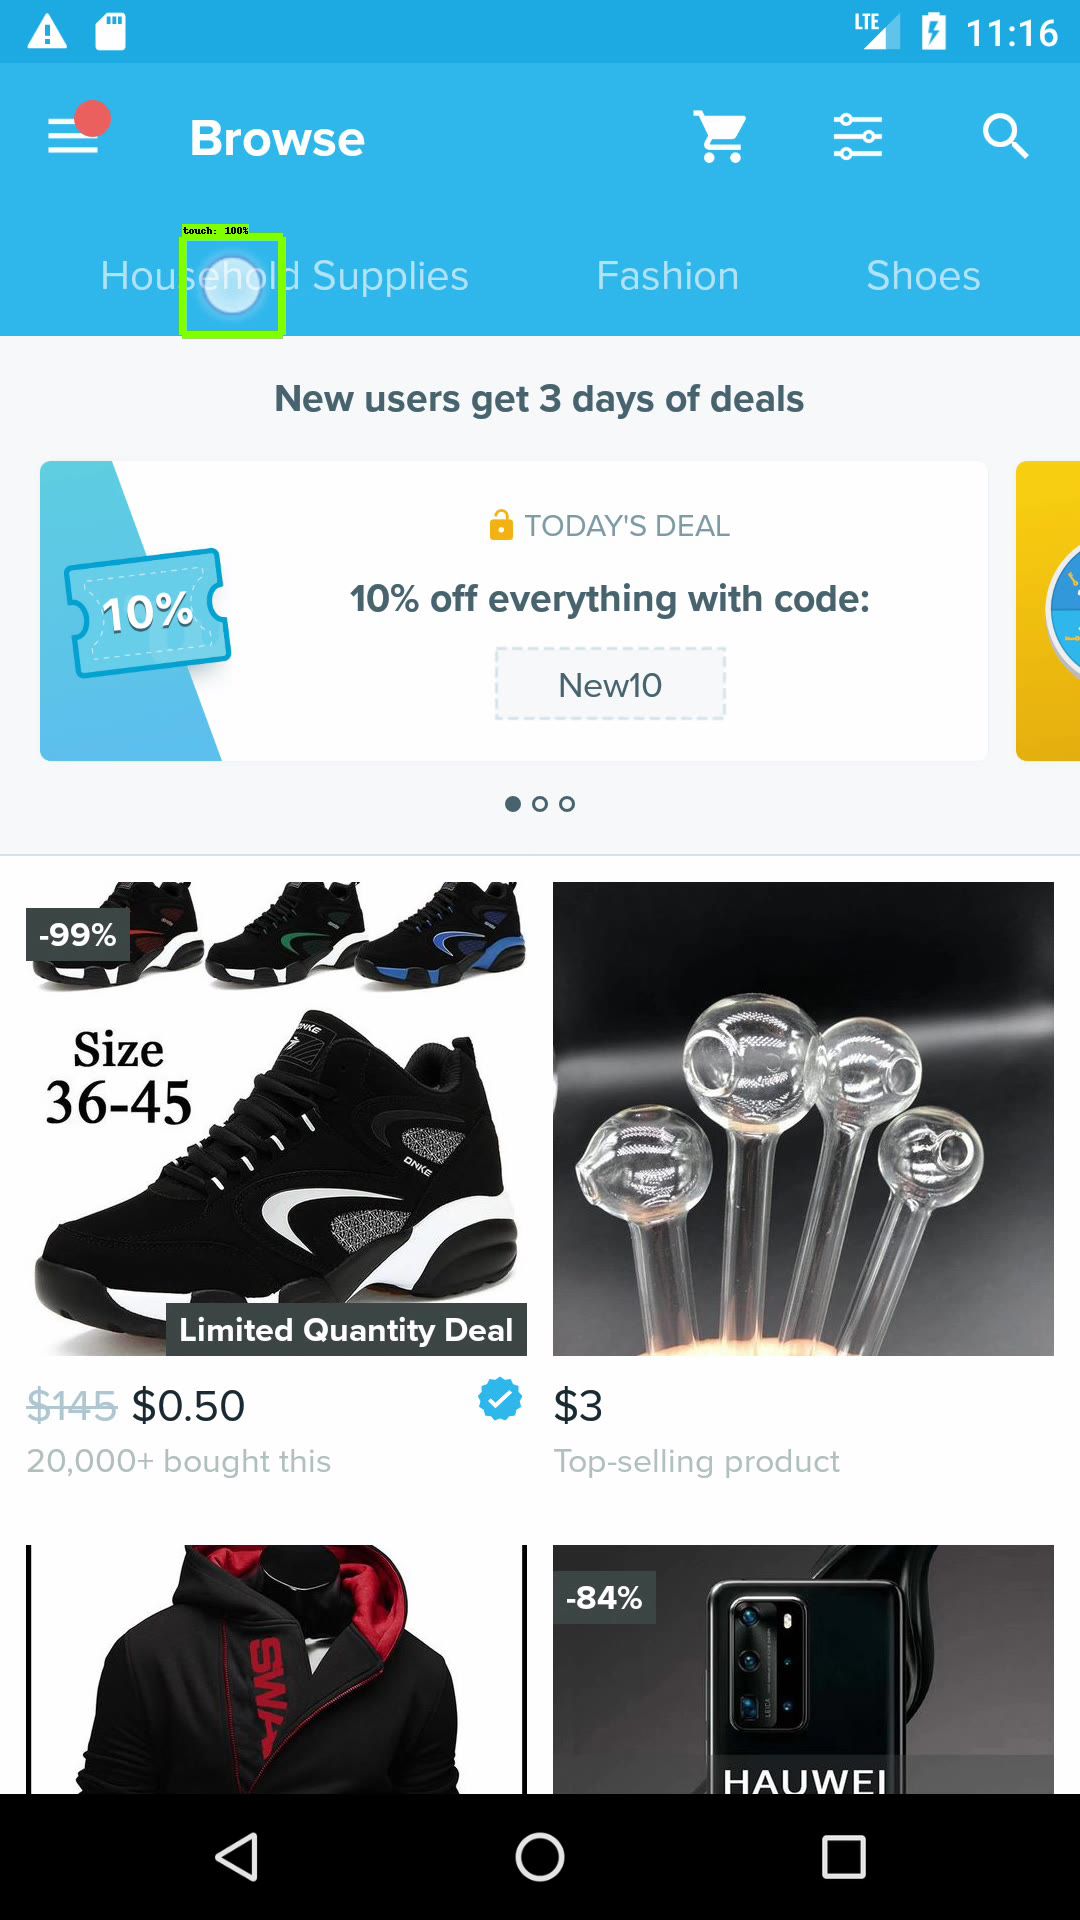 LTE 11:16
Browse
touch: 100%
Household Supplies Fashion Shoes
New users get 3 days of deals
TODAY'S DEAL
10%
10% off everything with code:
New10
-99%
ONKE
Size
36-45
ONKE
Limited Quantity Deal
$145 $0.50
$3
20,000+ bought this
Top-selling product
-84%
SWA
LEICA
HAUWEI